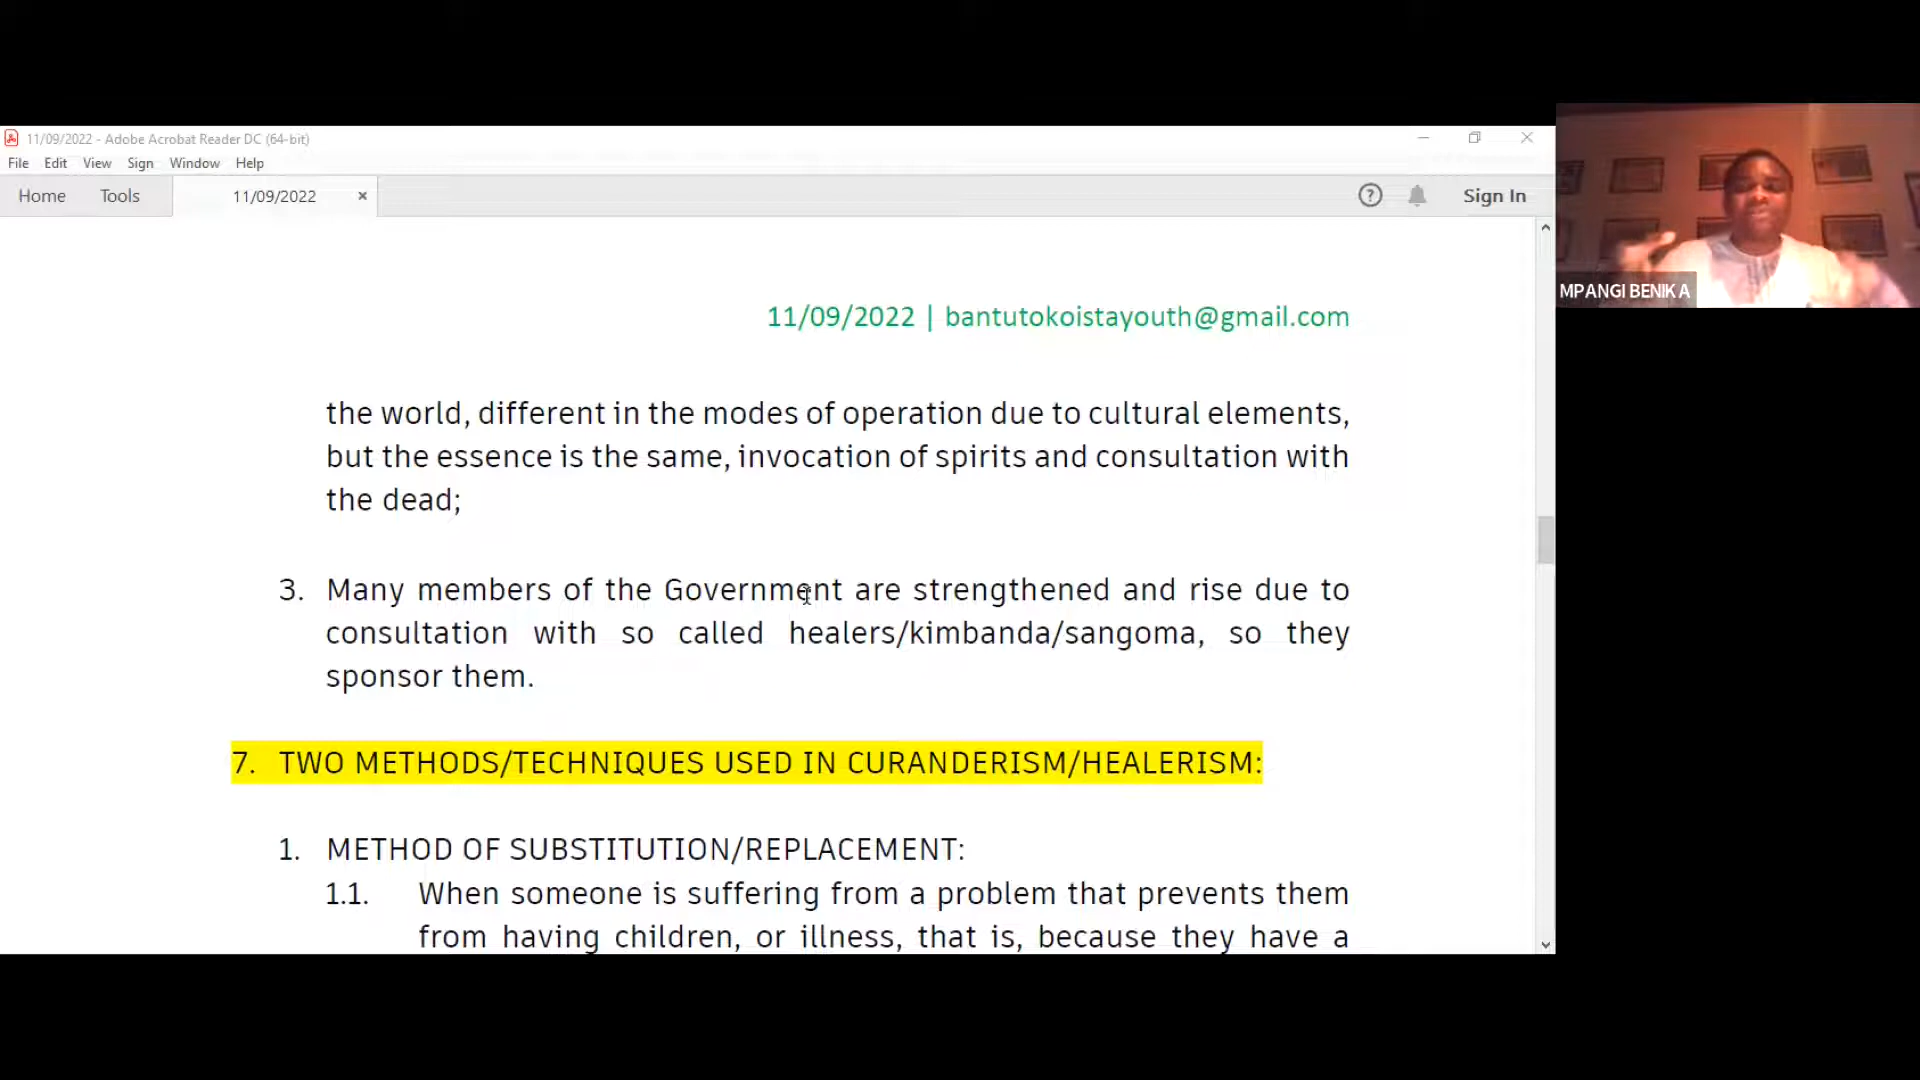 11/09/2022 - Adobe Acrobat Reader DC (64-bit)
File Edit View Sign Window Help
Home Tools 11/09/2022 × ? Sign In
11/09/2022 | bantutokoistayouth@gmail.com
the world, different in the modes of operation due to cultural elements,
but the essence is the same, invocation of spirits and consultation with
the dead;
3. Many members of the Government are strengthened and rise due to
consultation with so called healers/kimbanda/sangoma, so they
sponsor them.
7. TWO METHODS/TECHNIQUES USED IN CURANDERISM/HEALERISM:
1. METHOD OF SUBSTITUTION/REPLACEMENT:
1.1. When someone is suffering from a problem that prevents them
from having children, or illness, that is, because they have a
MPANGI BENIK A